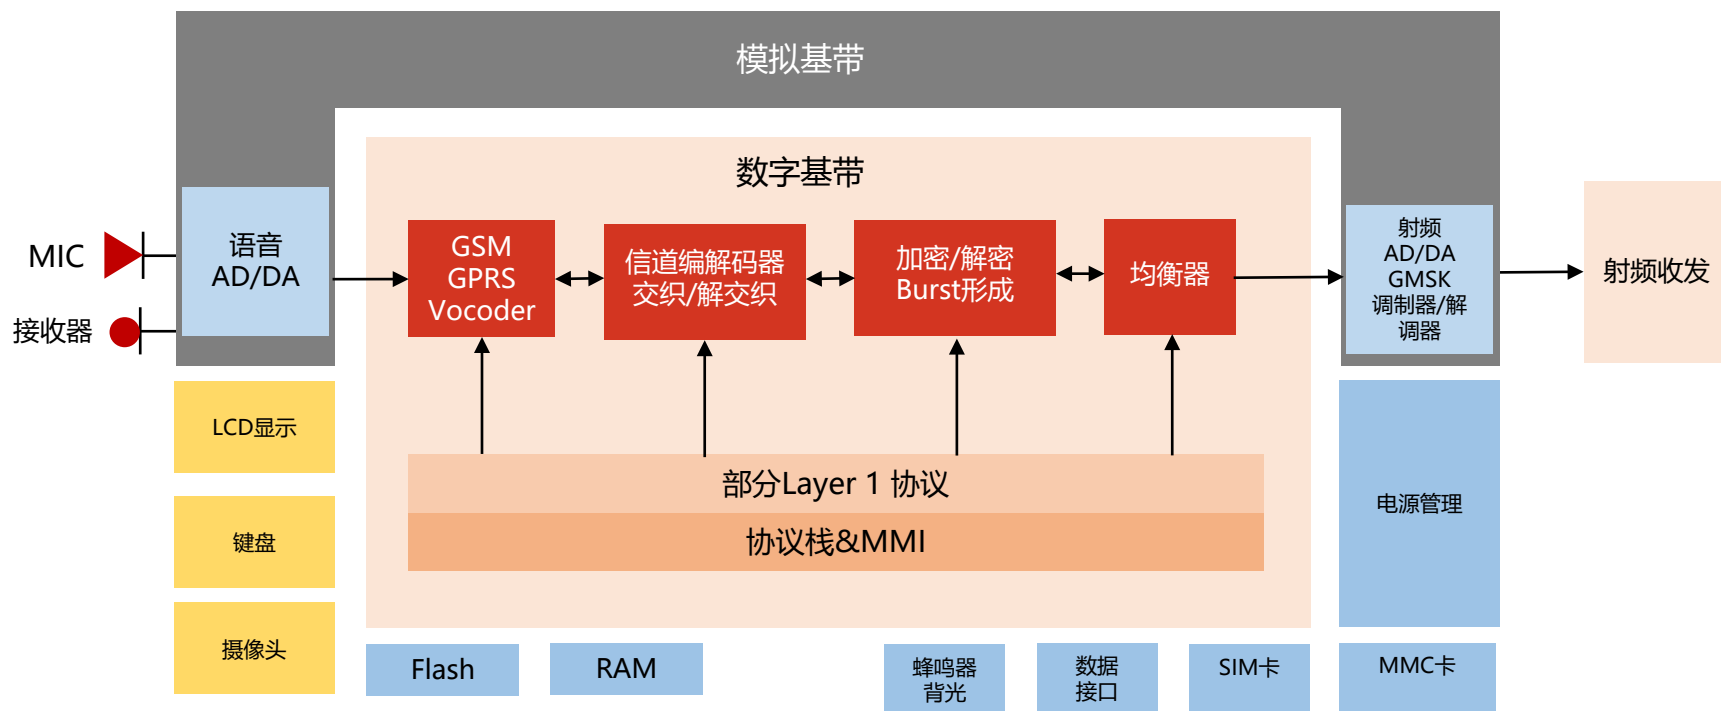 模拟基带
数字基带
MIC
接收器
语音
AD/DA
GSM
GPRS
Vocoder
信道编解码器
交织/解交织
加密/解密
Burst形成
均衡器
射频
AD/DA
GMSK
调制器/解
调器
射频收发
LCD显示
键盘
摄像头
部分Layer 1 协议
协议栈&MMI
电源管理
Flash
RAM
蜂鸣器
背光
数据
接口
SIM卡
MMC卡